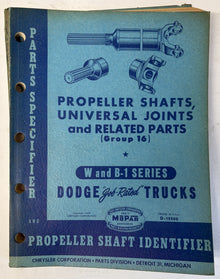 PARTS SPECIFIER
AND
PROPELLER SHAFTS,
UNIVERSAL JOINTS
and RELATED PARTS
(Group 16)
W and B-1 SERIES
DODGE Job-Rated TRUCKS
MOPAR
PROPELLER SHAFT IDENTIFIER
CHRYSLER CORPORATION • PARTS DIVISION • DETROIT 31, MICHIGAN